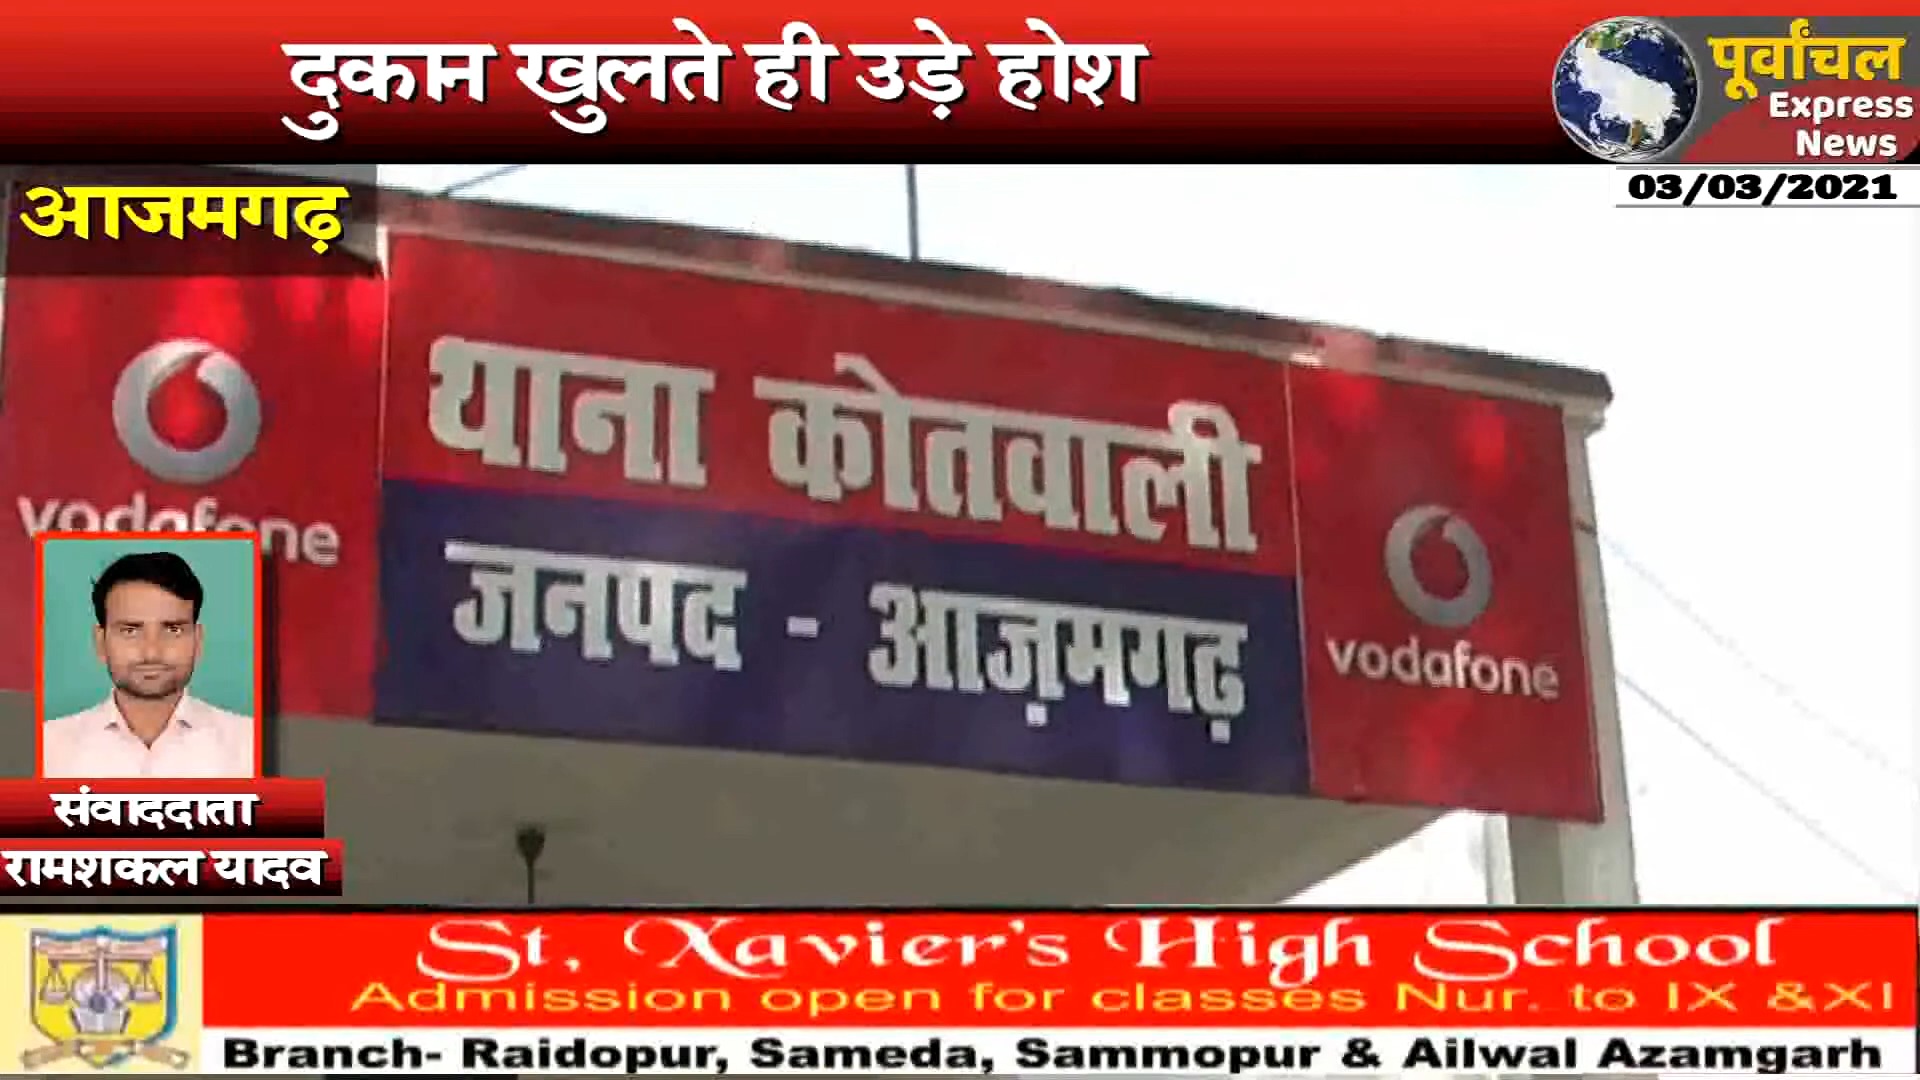 दुकान खुलते ही उड़े होश
पूर्वांचल
Express
News
03/03/2021
आजमगढ़
थाना कोतवाली
जनपद - आज़मगढ़
vodafone
vodafone
संवाददाता
रामशकल यादव
St, Xavier's High School
Admission open for classes Nur. to IX & XI
Branch- Raidopur, Sameda, Sammopur & Ailwal Azamgarh